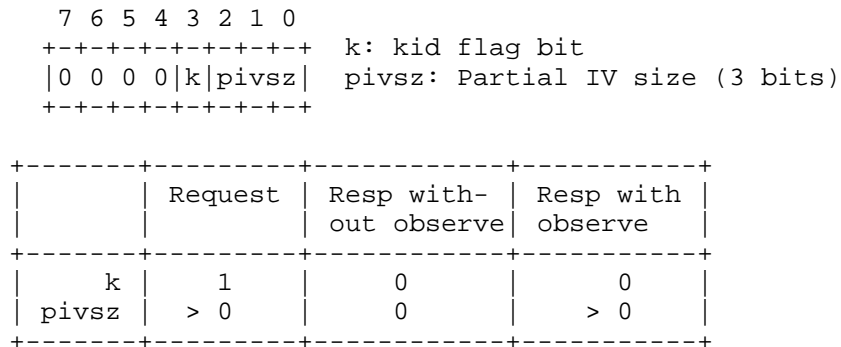 7 6 5 4 3 2 1 0
+-+-+-+-+-+-+-+-+  k: kid flag bit
|0 0 0 0|k|pivsz|  pivsz: Partial IV size (3 bits)
+-+-+-+-+-+-+-+-+

+-------+---------+------------+-----------+
|       | Request | Resp with- | Resp with |
|       |         | out observe| observe   |
+-------+---------+------------+-----------+
|     k |    1    |     0      |     0     |
| pivsz |   > 0   |     0      |    > 0    |
+-------+---------+------------+-----------+